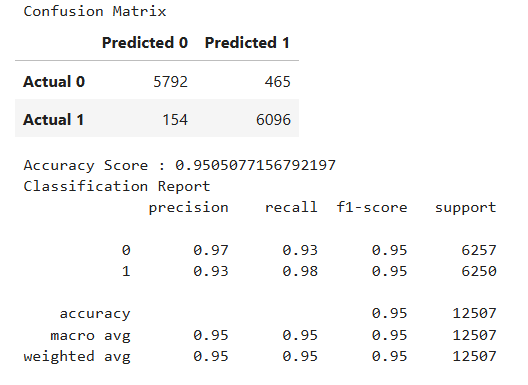 Confusion Matrix
Predicted 0 Predicted 1
Actual 0 5792 465
Actual 1 154 6096
Accuracy Score : 0.9505077156792197
Classification Report
precision recall f1-score support
0 0.97 0.93 0.95 6257
1 0.93 0.98 0.95 6250
accuracy 0.95 12507
macro avg 0.95 0.95 0.95 12507
weighted avg 0.95 0.95 0.95 12507